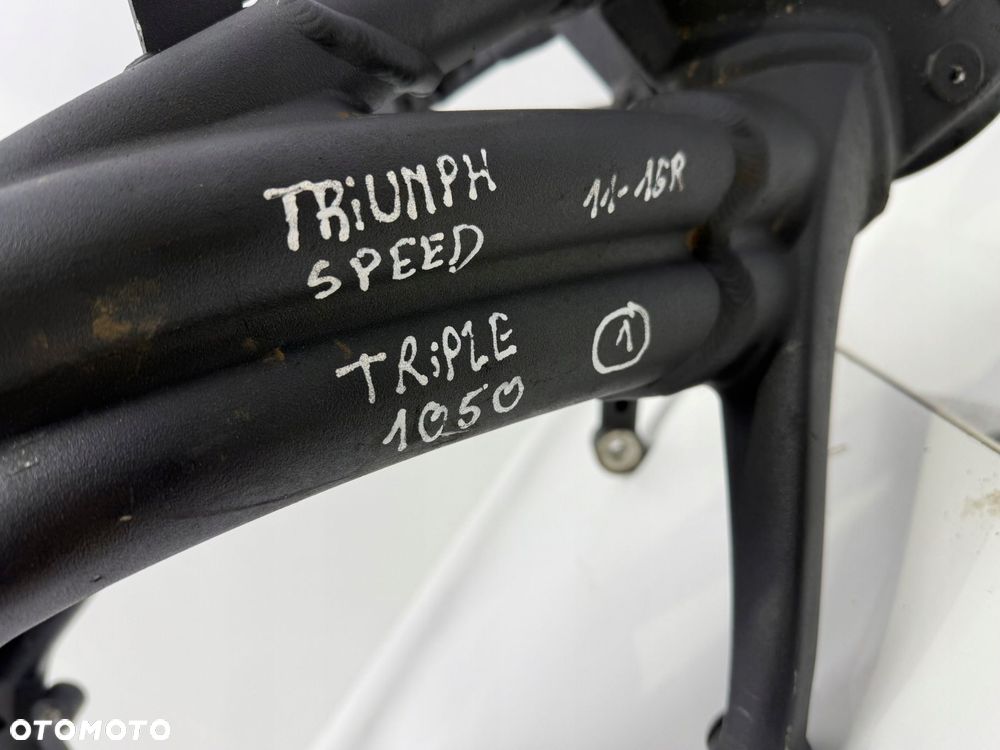 TRiUMPH 11-15R
SPEED
TRiPLE 1
1050
OTOMOTO